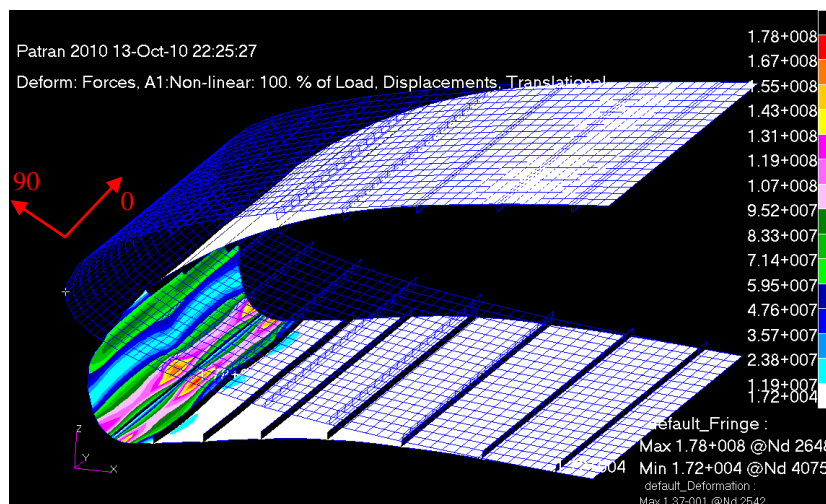 Patran 2010 13-Oct-10 22:25:27
Deform: Forces, A1:Non-linear: 100. % of Load, Displacements, Translational,
90
0
1.78+008
1.67+008
1.55+008
1.43+008
1.31+008
1.19+008
1.07+008
9.52+007
8.33+007
7.14+007
5.95+007
4.76+007
3.57+007
2.38+007
1.19+007
1.72+004
Z
Y
X
default_Fringe :
Max 1.78+008 @Nd 2648
Min 1.72+004 @Nd 4075
default_Deformation :
Max 1.37-001 @Nd 2542